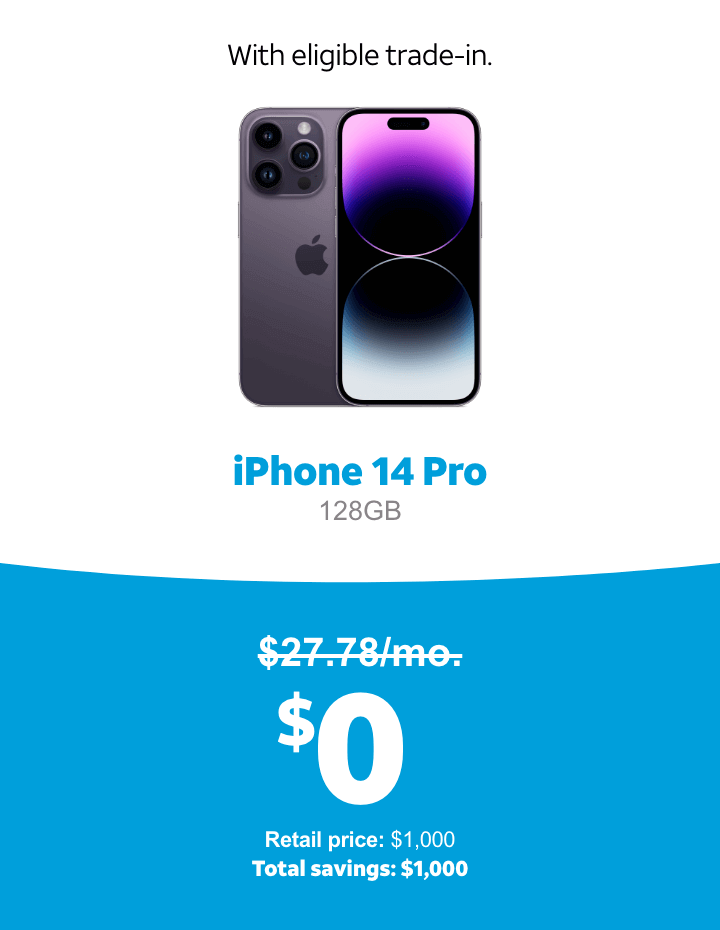 With eligible trade-in.
iPhone 14 Pro
128GB
$27.78/mo.
$0
Retail price: $1,000
Total savings: $1,000